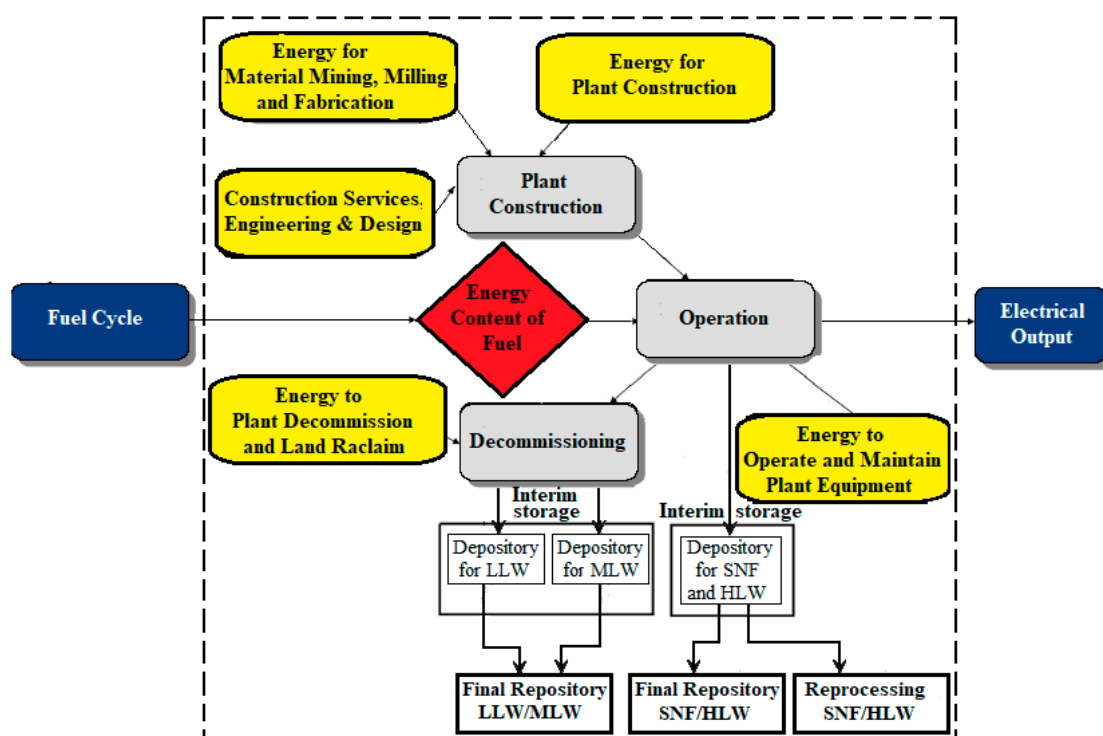 Energy for
Material Mining, Milling
and Fabrication
Energy for
Plant Construction
Construction Services,
Engineering & Design
Plant
Construction
Fuel Cycle
Energy
Content of
Fuel
Operation
Electrical
Output
Energy to
Plant Decommission
and Land Raclaim
Decommissioning
Energy to
Operate and Maintain
Plant Equipment
Interim
storage
Interim storage
Depository
for LLW
Depository
for MLW
Depository
for SNF
and HLW
Final Repository
LLW/MLW
Final Repository
SNF/HLW
Reprocessing
SNF/HLW